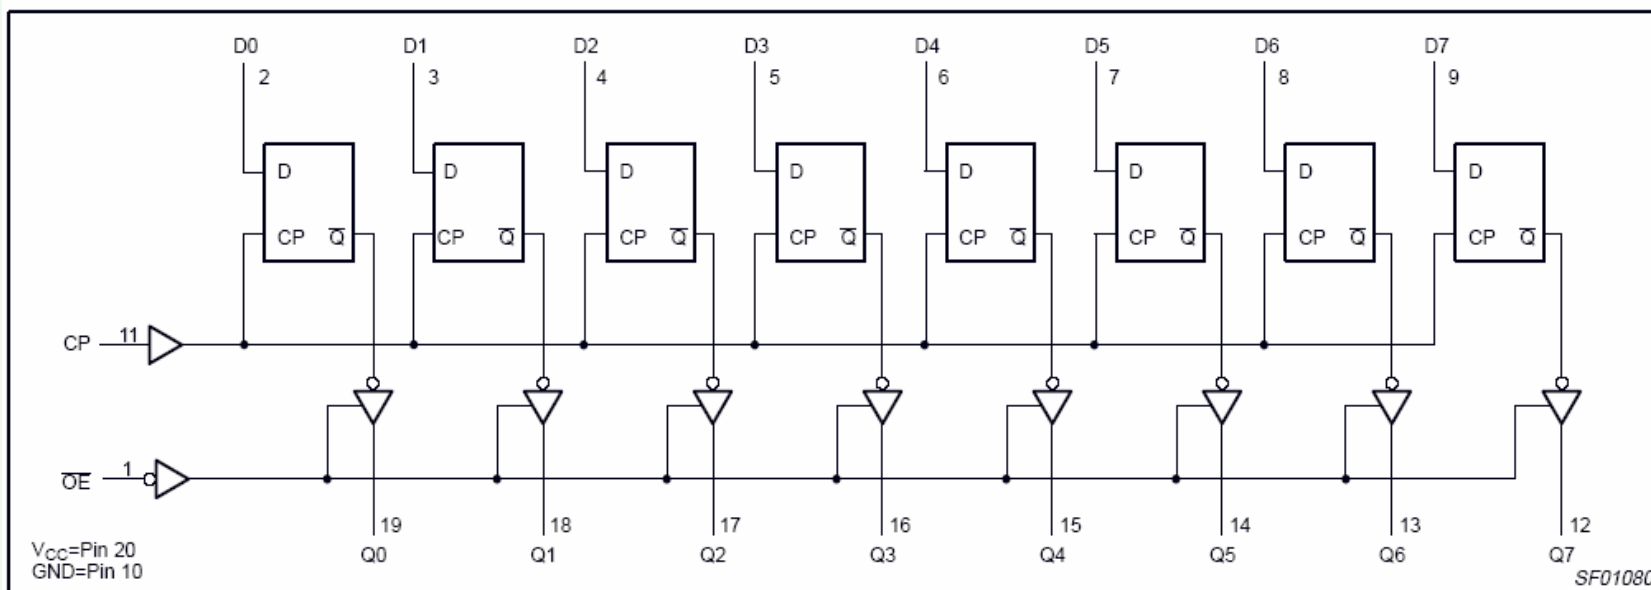 D0 D1 D2 D3 D4 D5 D6 D7
2 3 4 5 6 7 8 9
D D D D D D D D
CP Q̅ CP Q̅ CP Q̅ CP Q̅ CP Q̅ CP Q̅ CP Q̅ CP Q̅
CP 11
O̅E̅ 1
19 18 17 16 15 14 13 12
Q0 Q1 Q2 Q3 Q4 Q5 Q6 Q7
VCC=Pin 20
GND=Pin 10
SF01080